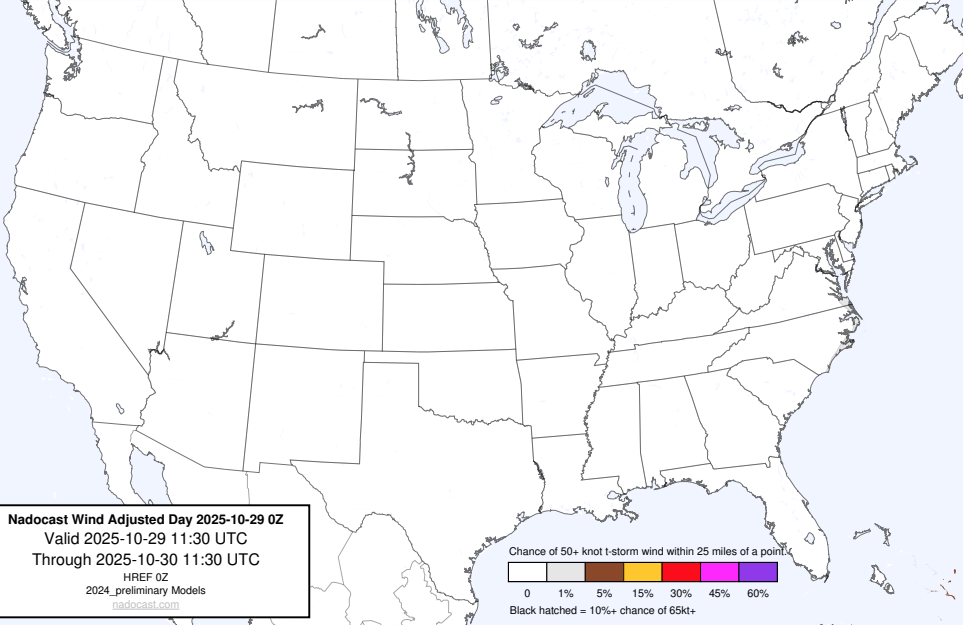 Nadocast Wind Adjusted Day 2025-10-29 0Z
Valid 2025-10-29 11:30 UTC
Through 2025-10-30 11:30 UTC
HREF 0Z
2024_preliminary Models
nadocast.com
Chance of 50+ knot t-storm wind within 25 miles of a point.
0 1% 5% 15% 30% 45% 60%
Black hatched = 10%+ chance of 65kt+